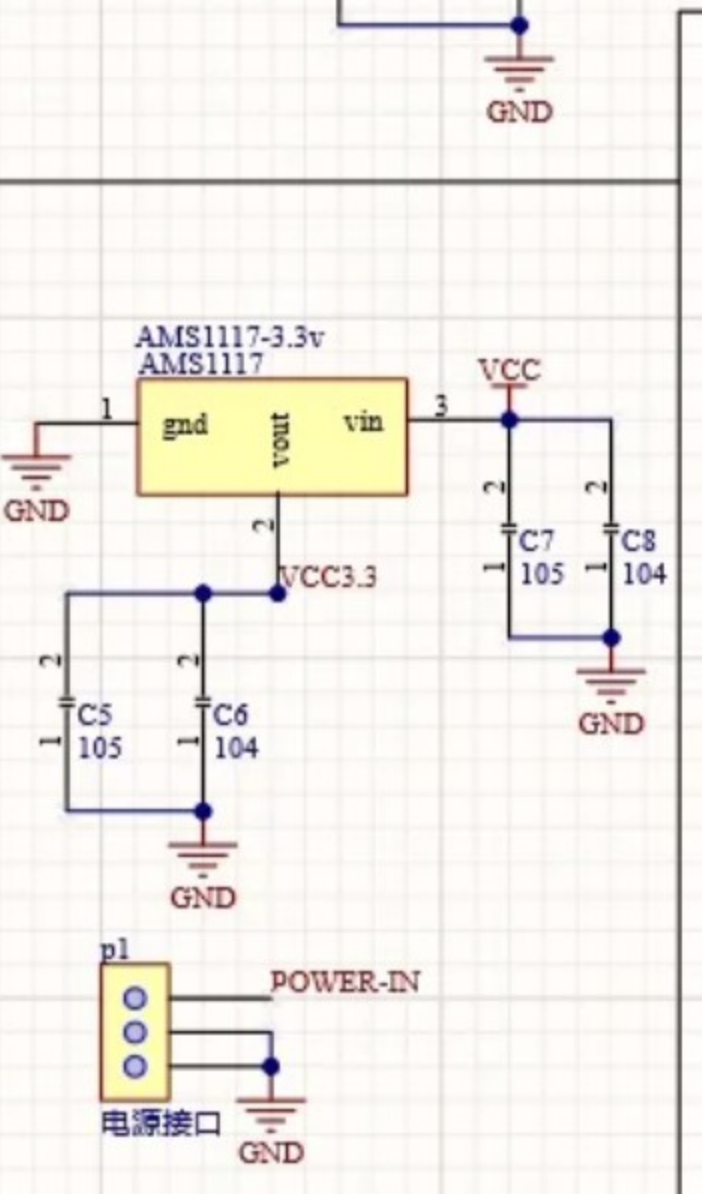 GND
AMS1117-3.3v
AMS1117
1
gnd
vout
vin
3
VCC
GND
2
VCC3.3
2
1
C7
105
2
1
C8
104
GND
2
1
C5
105
2
1
C6
104
GND
p1
POWER-IN
电源接口
GND